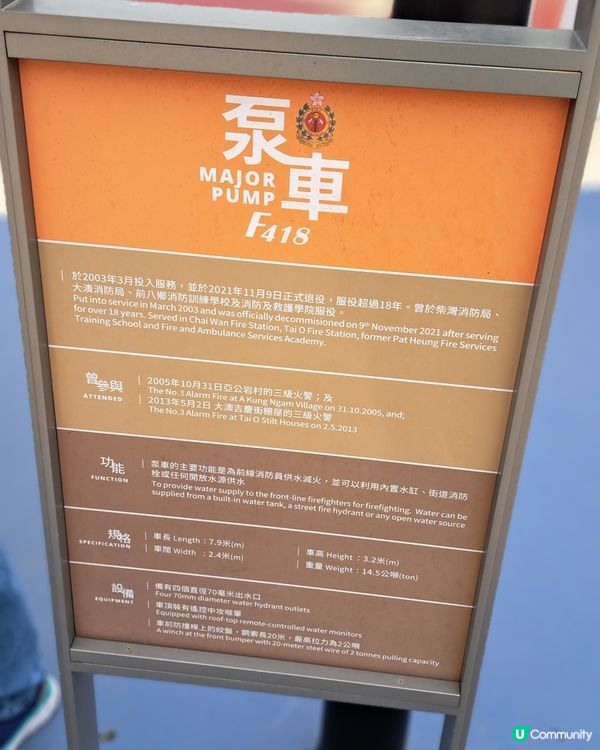 泵車
MAJOR
PUMP
F418
於2003年3月投入服務，並於2021年11月9日正式退役，服役超過18年。曾於柴灣消防局、
大澳消防局、前八鄉消防訓練學校及消防及救護學院服役。
Put into service in March 2003 and was officially decommisioned on 9th November 2021 after serving
for over 18 years. Served in Chai Wan Fire Station, Tai O Fire Station, former Pat Heung Fire Services
Training School and Fire and Ambulance Services Academy.
曾參與
ATTENDED
2005年10月31日亞公岩村的三級火警；及
The No.3 Alarm Fire at A Kung Ngam Village on 31.10.2005, and;
2013年5月2日 大澳吉慶街棚屋的三級火警
The No.3 Alarm Fire at Tai O Stilt Houses on 2.5.2013
功能
FUNCTION
泵車的主要功能是為前線消防員供水滅火，並可以利用內置水缸、街道消防
栓或任何開放水源供水
To provide water supply to the front-line firefighters for firefighting. Water can be
supplied from a built-in water tank, a street fire hydrant or any open water source
規格
SPECIFICATION
車長 Length : 7.9米(m)
車闊 Width : 2.4米(m)
車高 Height : 3.2米(m)
重量 Weight : 14.5公噸(ton)
設備
EQUIPMENT
備有四個直徑70毫米出水口
Four 70mm diameter water hydrant outlets
車頂裝有遙控中攻喉筆
Equipped with roof-top remote-controlled water monitors
車前防撞桿上的絞盤，鋼索長20米，最高拉力為2公噸
A winch at the front bumper with 20-meter steel wire of 2 tonnes pulling capacity
U Community